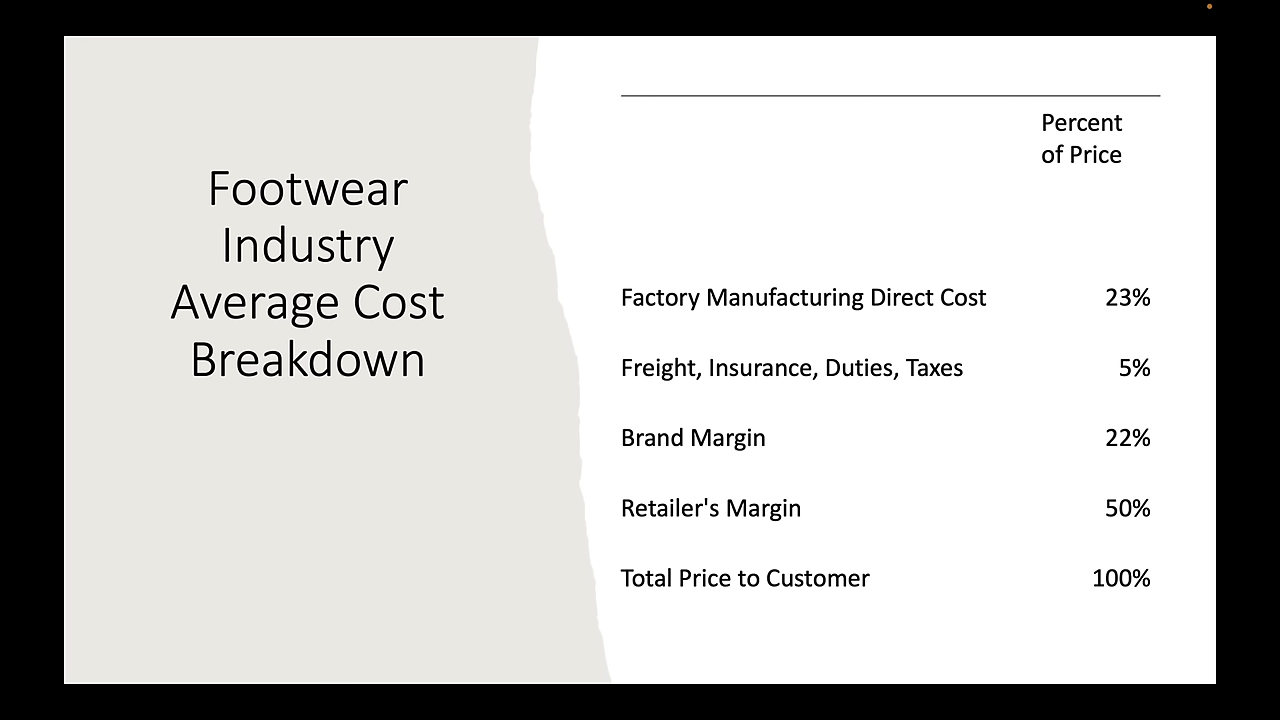 Footwear
Industry
Average Cost
Breakdown
Percent
of Price
Factory Manufacturing Direct Cost 23%
Freight, Insurance, Duties, Taxes 5%
Brand Margin 22%
Retailer's Margin 50%
Total Price to Customer 100%